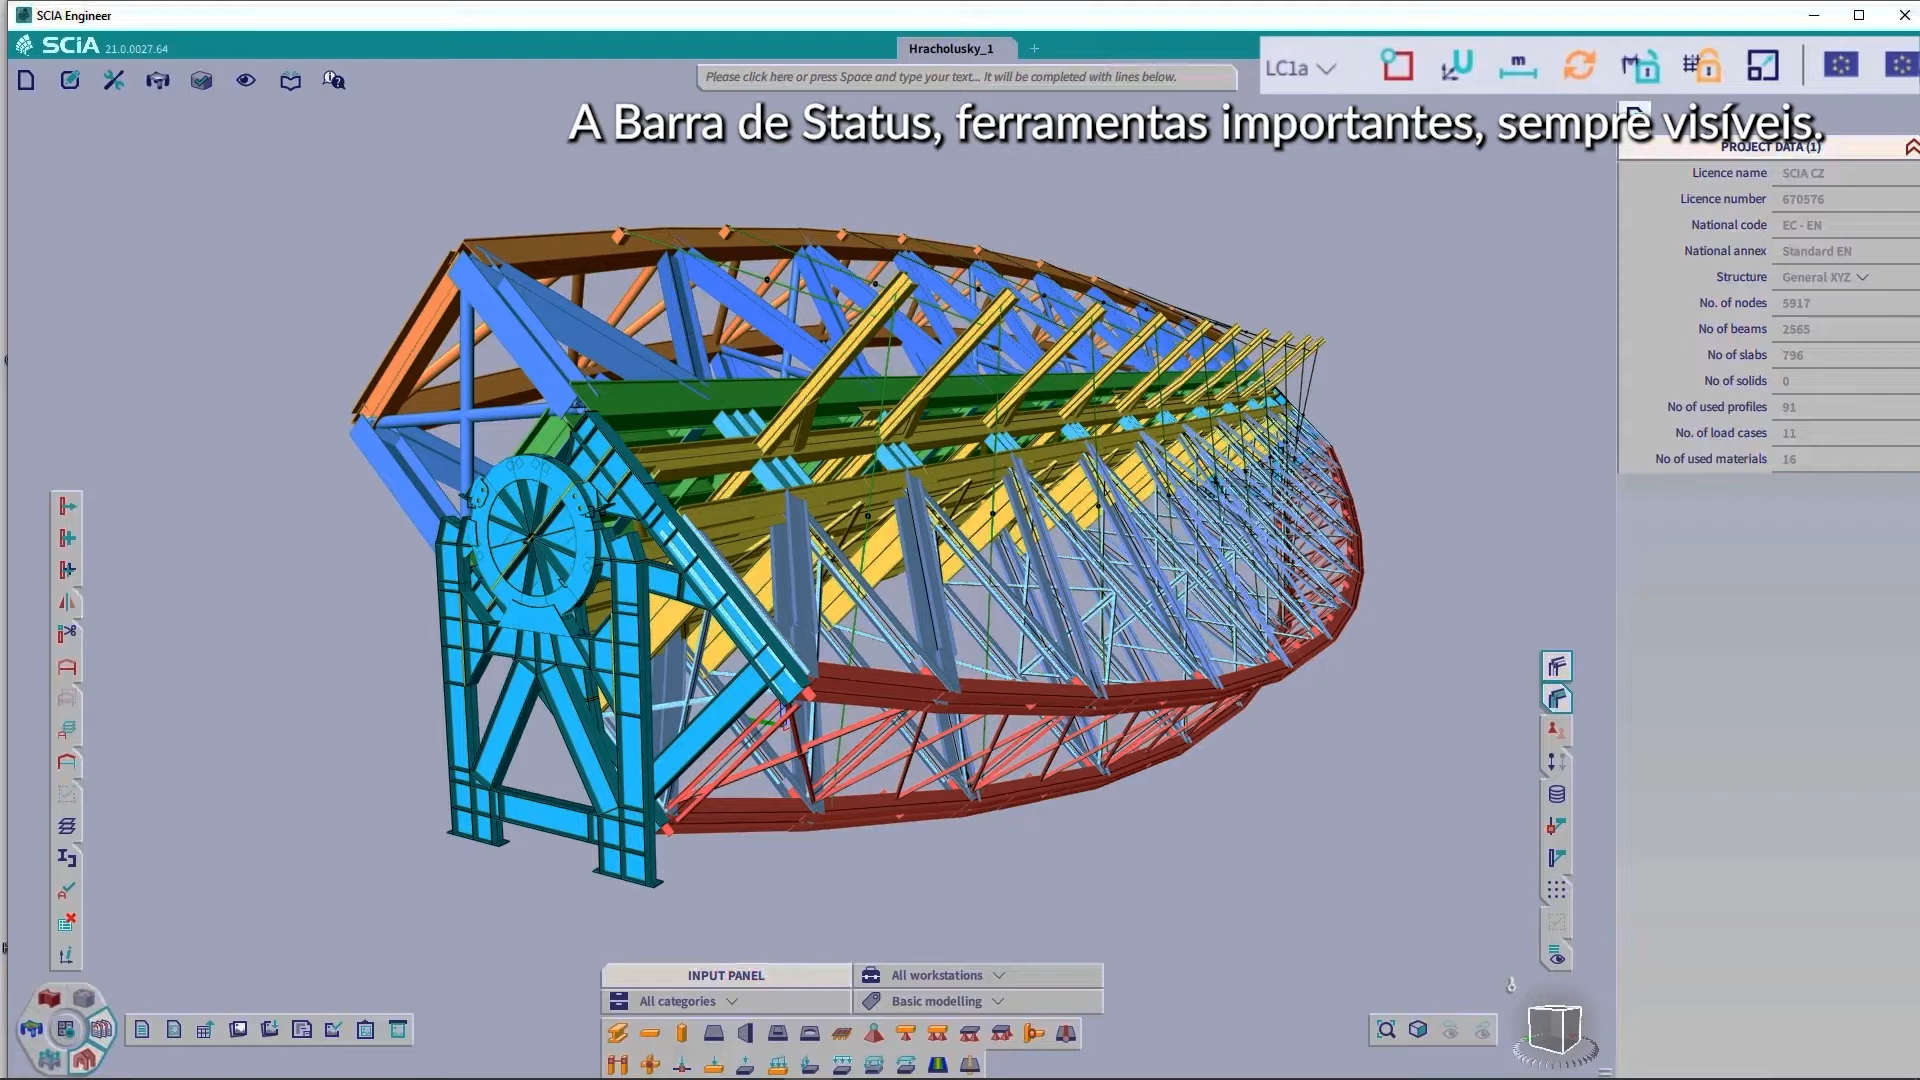 SCIA Engineer
SCIA 21.0.0027.64
Hracholusky_1
Please click here or press Space and type your text... It will be completed with lines below.
LC1a
m
A Barra de Status, ferramentas importantes, sempre visíveis.
PROJECT DATA (1)
Licence name SCIA CZ
Licence number 670576
National code EC - EN
National annex Standard EN
Structure General XYZ
No. of nodes 5917
No of beams 2565
No of slabs 796
No of solids 0
No of used profiles 91
No. of load cases 11
No of used materials 16
INPUT PANEL
All workstations
All categories
Basic modelling